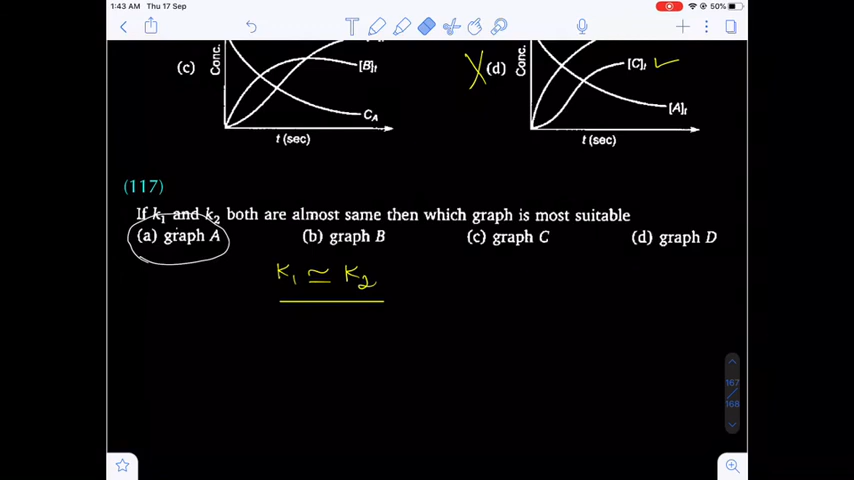 1:43 AM Thu 17 Sep
50%
(c)
Conc.
[B]t
CA
t (sec)
(d)
Conc.
[C]t
[A]t
t (sec)
(117)
If k1 and k2 both are almost same then which graph is most suitable
(a) graph A (b) graph B (c) graph C (d) graph D
K1 ≃ K2
167
168